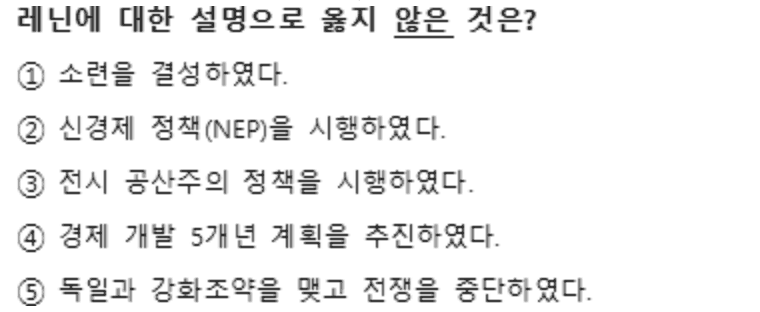 레닌에 대한 설명으로 옳지 않은 것은?
① 소련을 결성하였다.
② 신경제 정책(NEP)을 시행하였다.
③ 전시 공산주의 정책을 시행하였다.
④ 경제 개발 5개년 계획을 추진하였다.
⑤ 독일과 강화조약을 맺고 전쟁을 중단하였다.